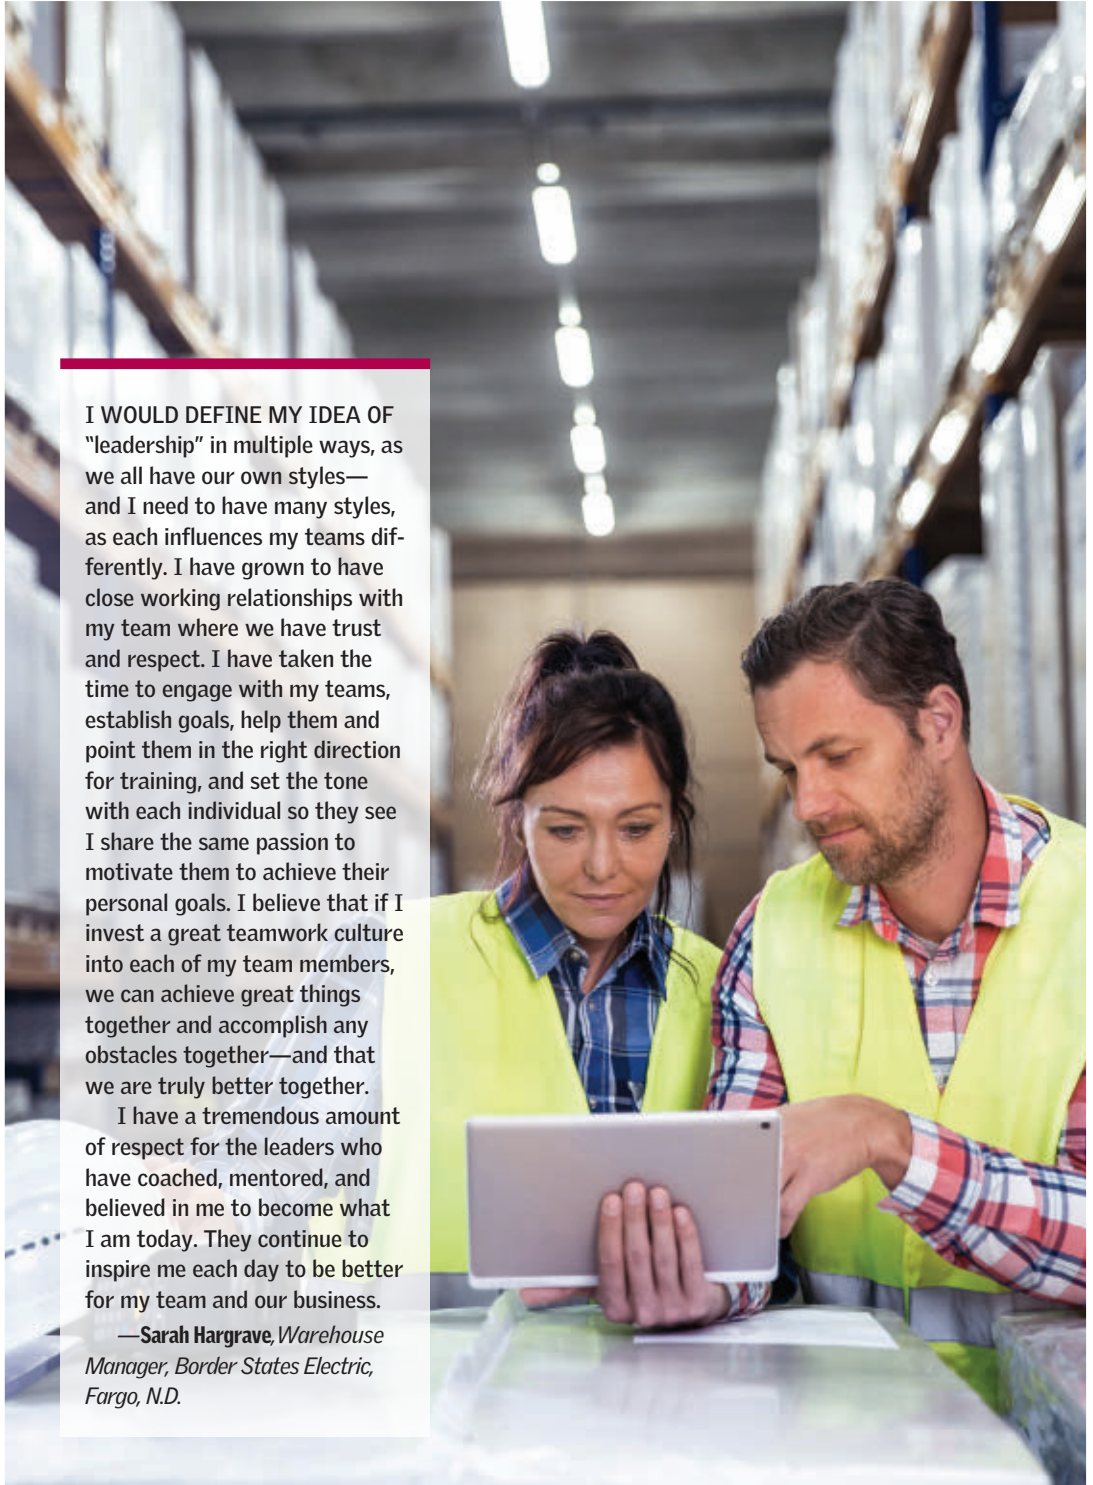 I WOULD DEFINE MY IDEA OF
“leadership” in multiple ways, as
we all have our own styles—
and I need to have many styles,
as each influences my teams dif-
ferently. I have grown to have
close working relationships with
my team where we have trust
and respect. I have taken the
time to engage with my teams,
establish goals, help them and
point them in the right direction
for training, and set the tone
with each individual so they see
I share the same passion to
motivate them to achieve their
personal goals. I believe that if I
invest a great teamwork culture
into each of my team members,
we can achieve great things
together and accomplish any
obstacles together—and that
we are truly better together.
I have a tremendous amount
of respect for the leaders who
have coached, mentored, and
believed in me to become what
I am today. They continue to
inspire me each day to be better
for my team and our business.
—Sarah Hargrave, Warehouse
Manager, Border States Electric,
Fargo, N.D.